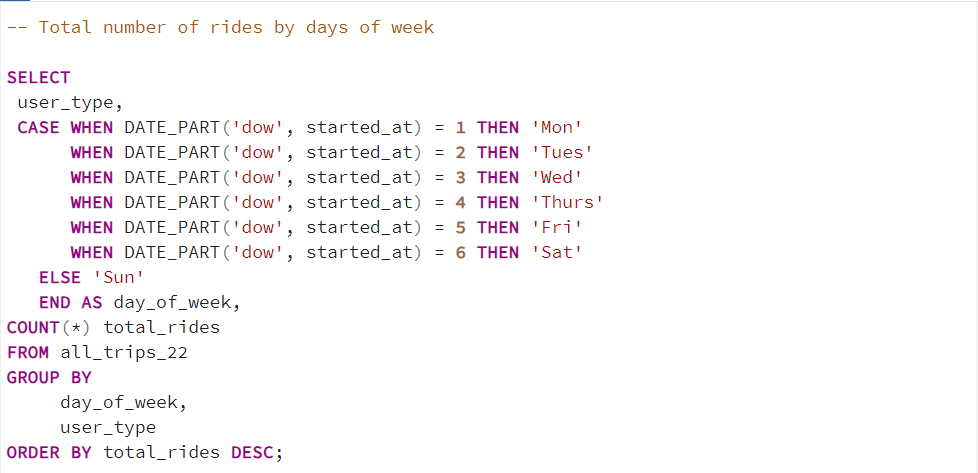 -- Total number of rides by days of week
SELECT
user_type,
CASE WHEN DATE_PART('dow', started_at) = 1 THEN 'Mon'
WHEN DATE_PART('dow', started_at) = 2 THEN 'Tues'
WHEN DATE_PART('dow', started_at) = 3 THEN 'Wed'
WHEN DATE_PART('dow', started_at) = 4 THEN 'Thurs'
WHEN DATE_PART('dow', started_at) = 5 THEN 'Fri'
WHEN DATE_PART('dow', started_at) = 6 THEN 'Sat'
ELSE 'Sun'
END AS day_of_week,
COUNT(*) total_rides
FROM all_trips_22
GROUP BY
day_of_week,
user_type
ORDER BY total_rides DESC;